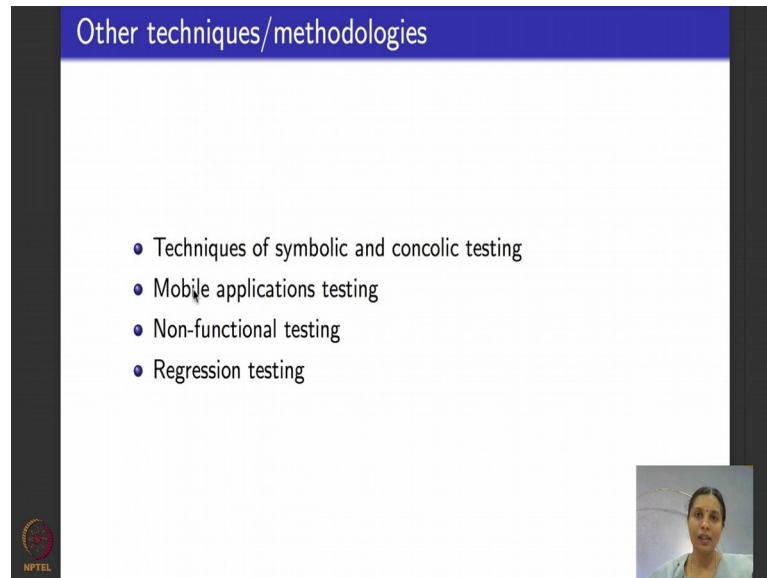 Other techniques/methodologies
Techniques of symbolic and concolic testing
Mobile applications testing
Non-functional testing
Regression testing
NPTEL